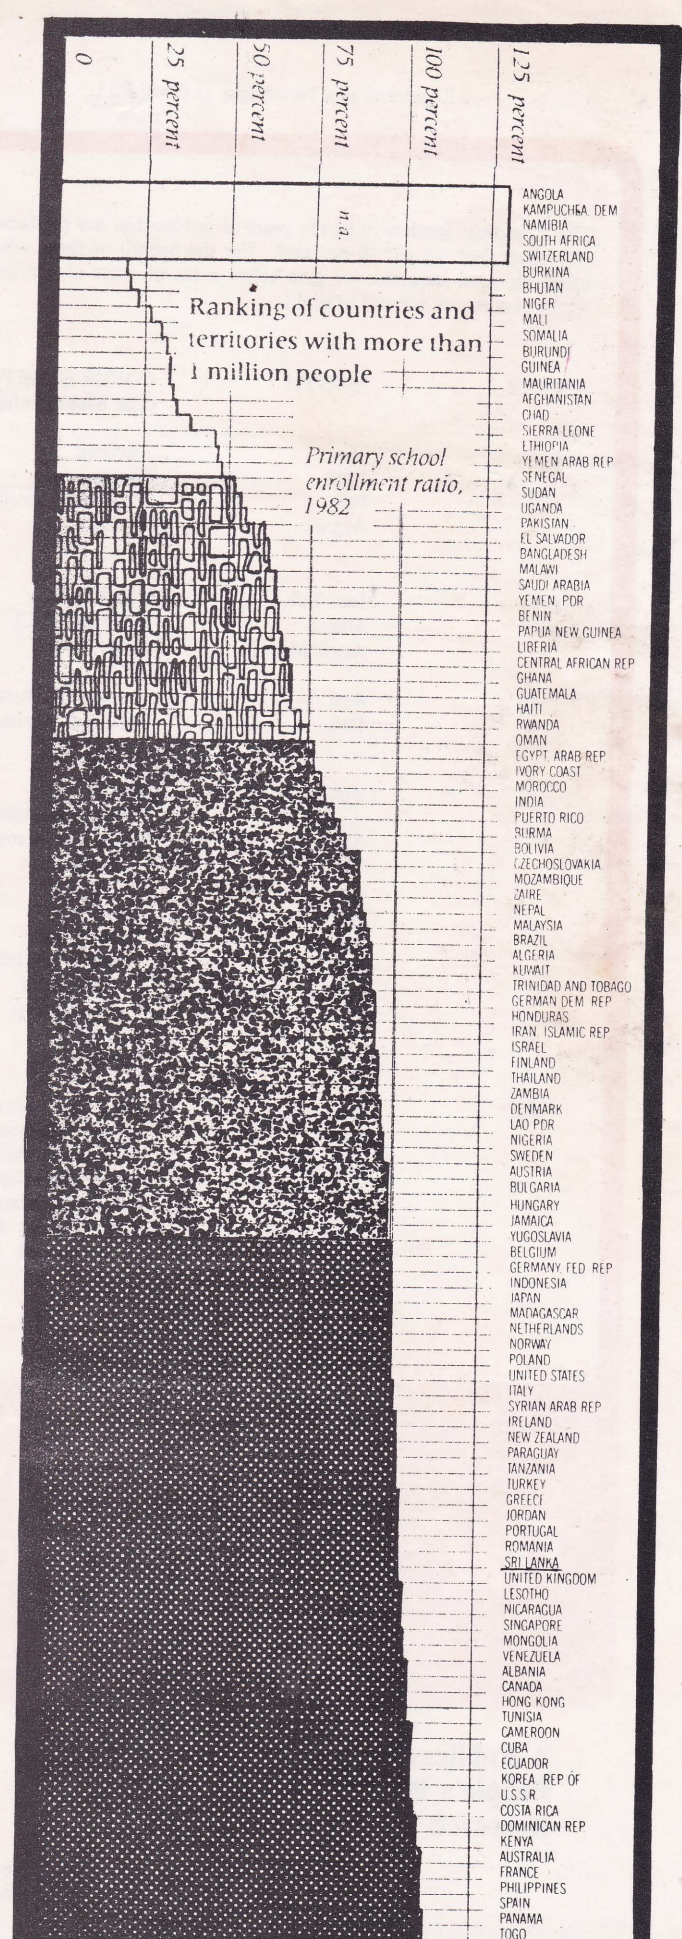 0
25 percent
50 percent
75 percent
100 percent
125 percent
n.a.
Ranking of countries and
territories with more than
1 million people
Primary school
enrollment ratio,
1982
ANGOLA
KAMPUCHEA. DEM
NAMIBIA
SOUTH AFRICA
SWITZERLAND
BURKINA
BHUTAN
NIGER
MALI
SOMALIA
BURUNDI
GUINEA
MAURITANIA
AFGHANISTAN
CHAD
SIERRA LEONE
ETHIOPIA
YEMEN ARAB REP
SENEGAL
SUDAN
UGANDA
PAKISTAN
EL SALVADOR
BANGLADESH
MALAWI
SAUDI ARABIA
YEMEN, PDR
BENIN
PAPUA NEW GUINEA
LIBERIA
CENTRAL AFRICAN REP
GHANA
GUATEMALA
HAITI
RWANDA
OMAN
EGYPT, ARAB REP
IVORY COAST
MOROCCO
INDIA
PUERTO RICO
BURMA
BOLIVIA
CZECHOSLOVAKIA
MOZAMBIQUE
ZAIRE
NEPAL
MALAYSIA
BRAZIL
ALGERIA
KUWAIT
TRINIDAD AND TOBAGO
GERMAN DEM REP
HONDURAS
IRAN, ISLAMIC REP
ISRAEL
FINLAND
THAILAND
ZAMBIA
DENMARK
LAO PDR
NIGERIA
SWEDEN
AUSTRIA
BULGARIA
HUNGARY
JAMAICA
YUGOSLAVIA
BELGIUM
GERMANY, FED REP
INDONESIA
JAPAN
MADAGASCAR
NETHERLANDS
NORWAY
POLAND
UNITED STATES
ITALY
SYRIAN ARAB REP
IRELAND
NEW ZEALAND
PARAGUAY
TANZANIA
TURKEY
GREECE
JORDAN
PORTUGAL
ROMANIA
SRI LANKA
UNITED KINGDOM
LESOTHO
NICARAGUA
SINGAPORE
MONGOLIA
VENEZUELA
ALBANIA
CANADA
HONG KONG
TUNISIA
CAMEROON
CUBA
ECUADOR
KOREA, REP OF
U.S.S.R.
COSTA RICA
DOMINICAN REP
KENYA
AUSTRALIA
FRANCE
PHILIPPINES
SPAIN
PANAMA
TOGO